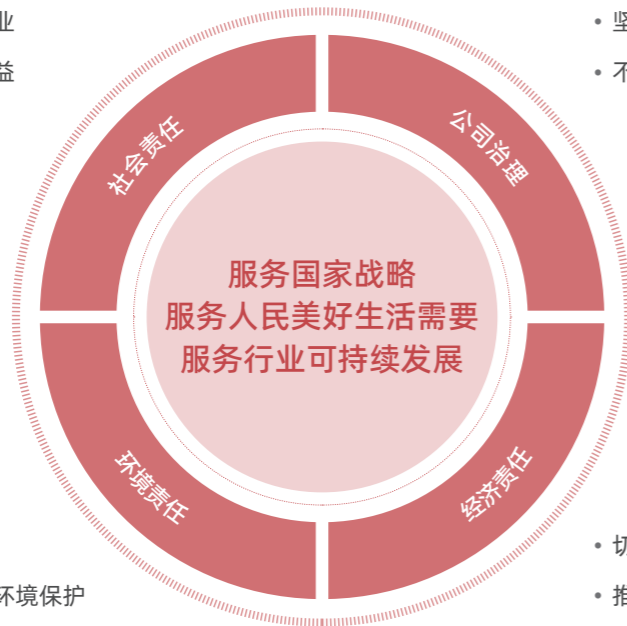 业
• 坚
益
• 不
社会责任
公司治理
服务国家战略
服务人民美好生活需要
服务行业可持续发展
环境责任
经济责任
• 切
环境保护
• 推